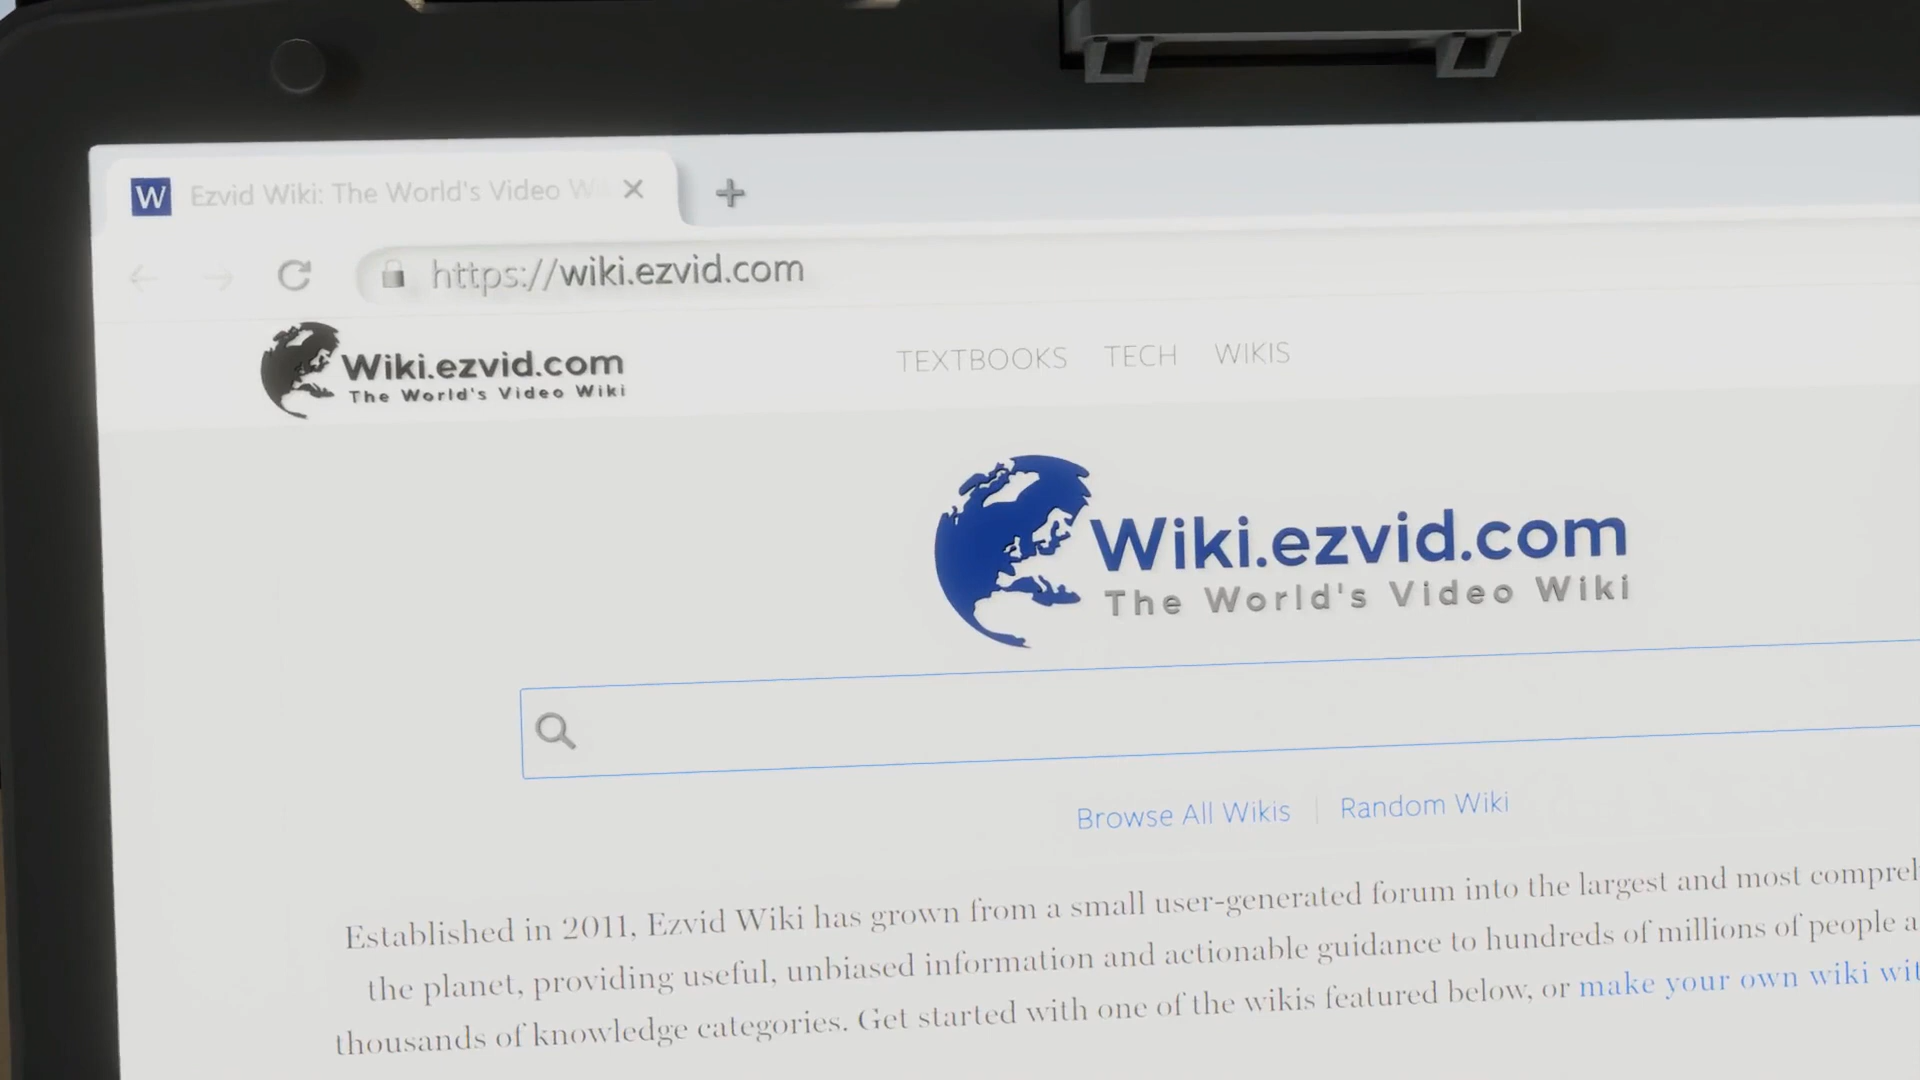 W Ezvid Wiki: The World's Video
https://wiki.ezvid.com
Wiki.ezvid.com
The World's Video Wiki
TEXTBOOKS TECH WIKIS
Wiki.ezvid.com
The World's Video Wiki
Browse All Wikis | Random Wiki
Established in 2011, Ezvid Wiki has grown from a small user-generated forum into the largest and most
the planet, providing useful, unbiased information and actionable guidance to hundreds of millions of people
thousands of knowledge categories. Get started with one of the wikis featured below, or make your own wiki